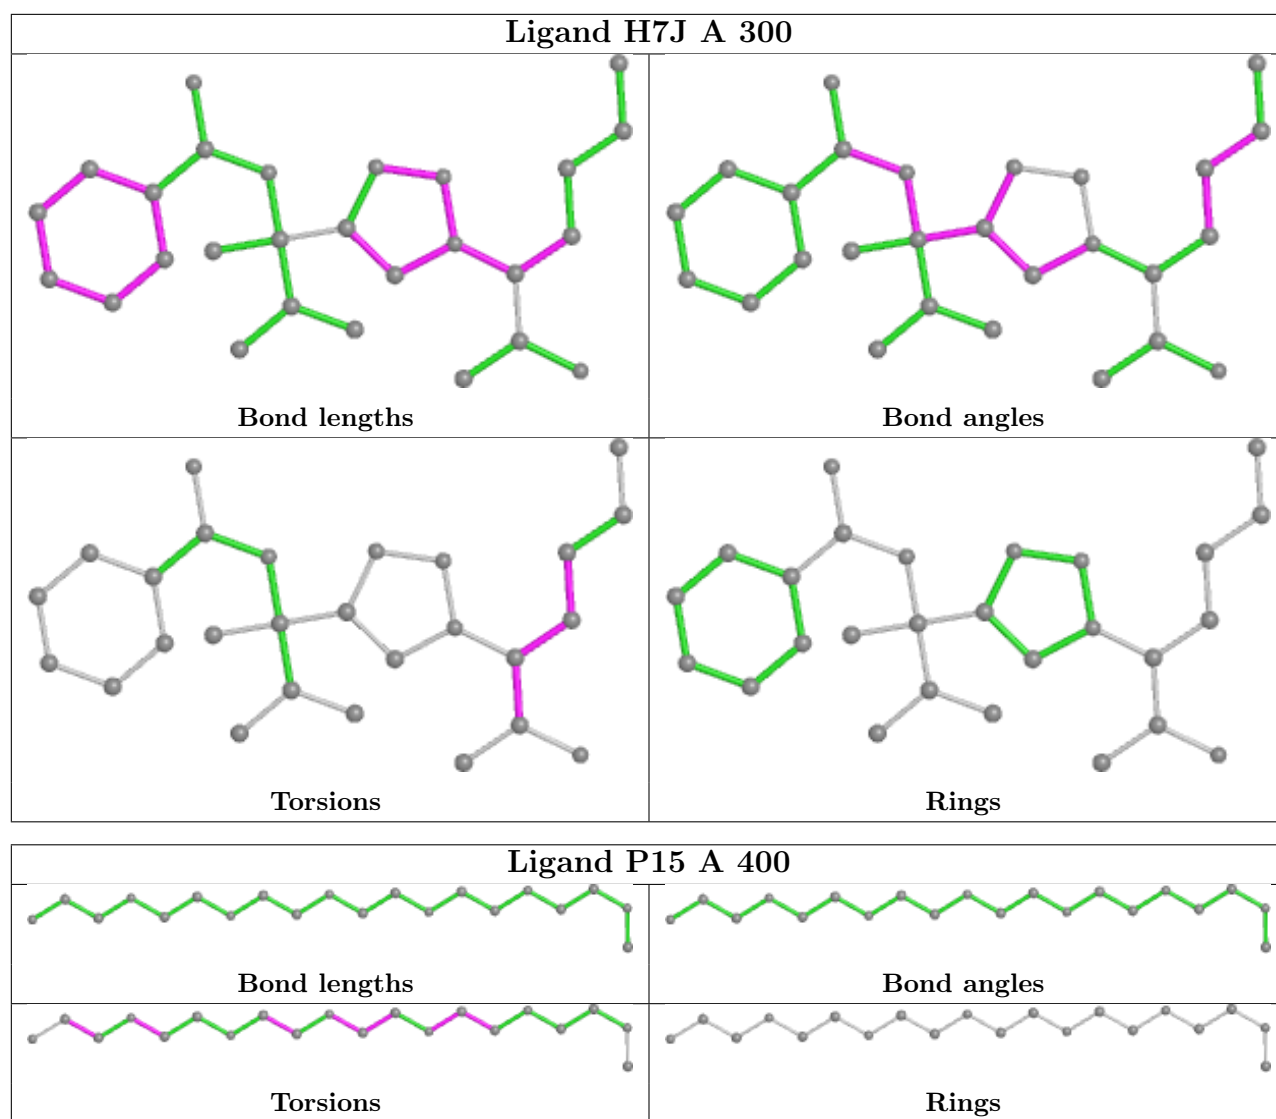 Ligand H7J A 300
Bond lengths
Bond angles
Torsions
Rings
Ligand P15 A 400
Bond lengths
Bond angles
Torsions
Rings